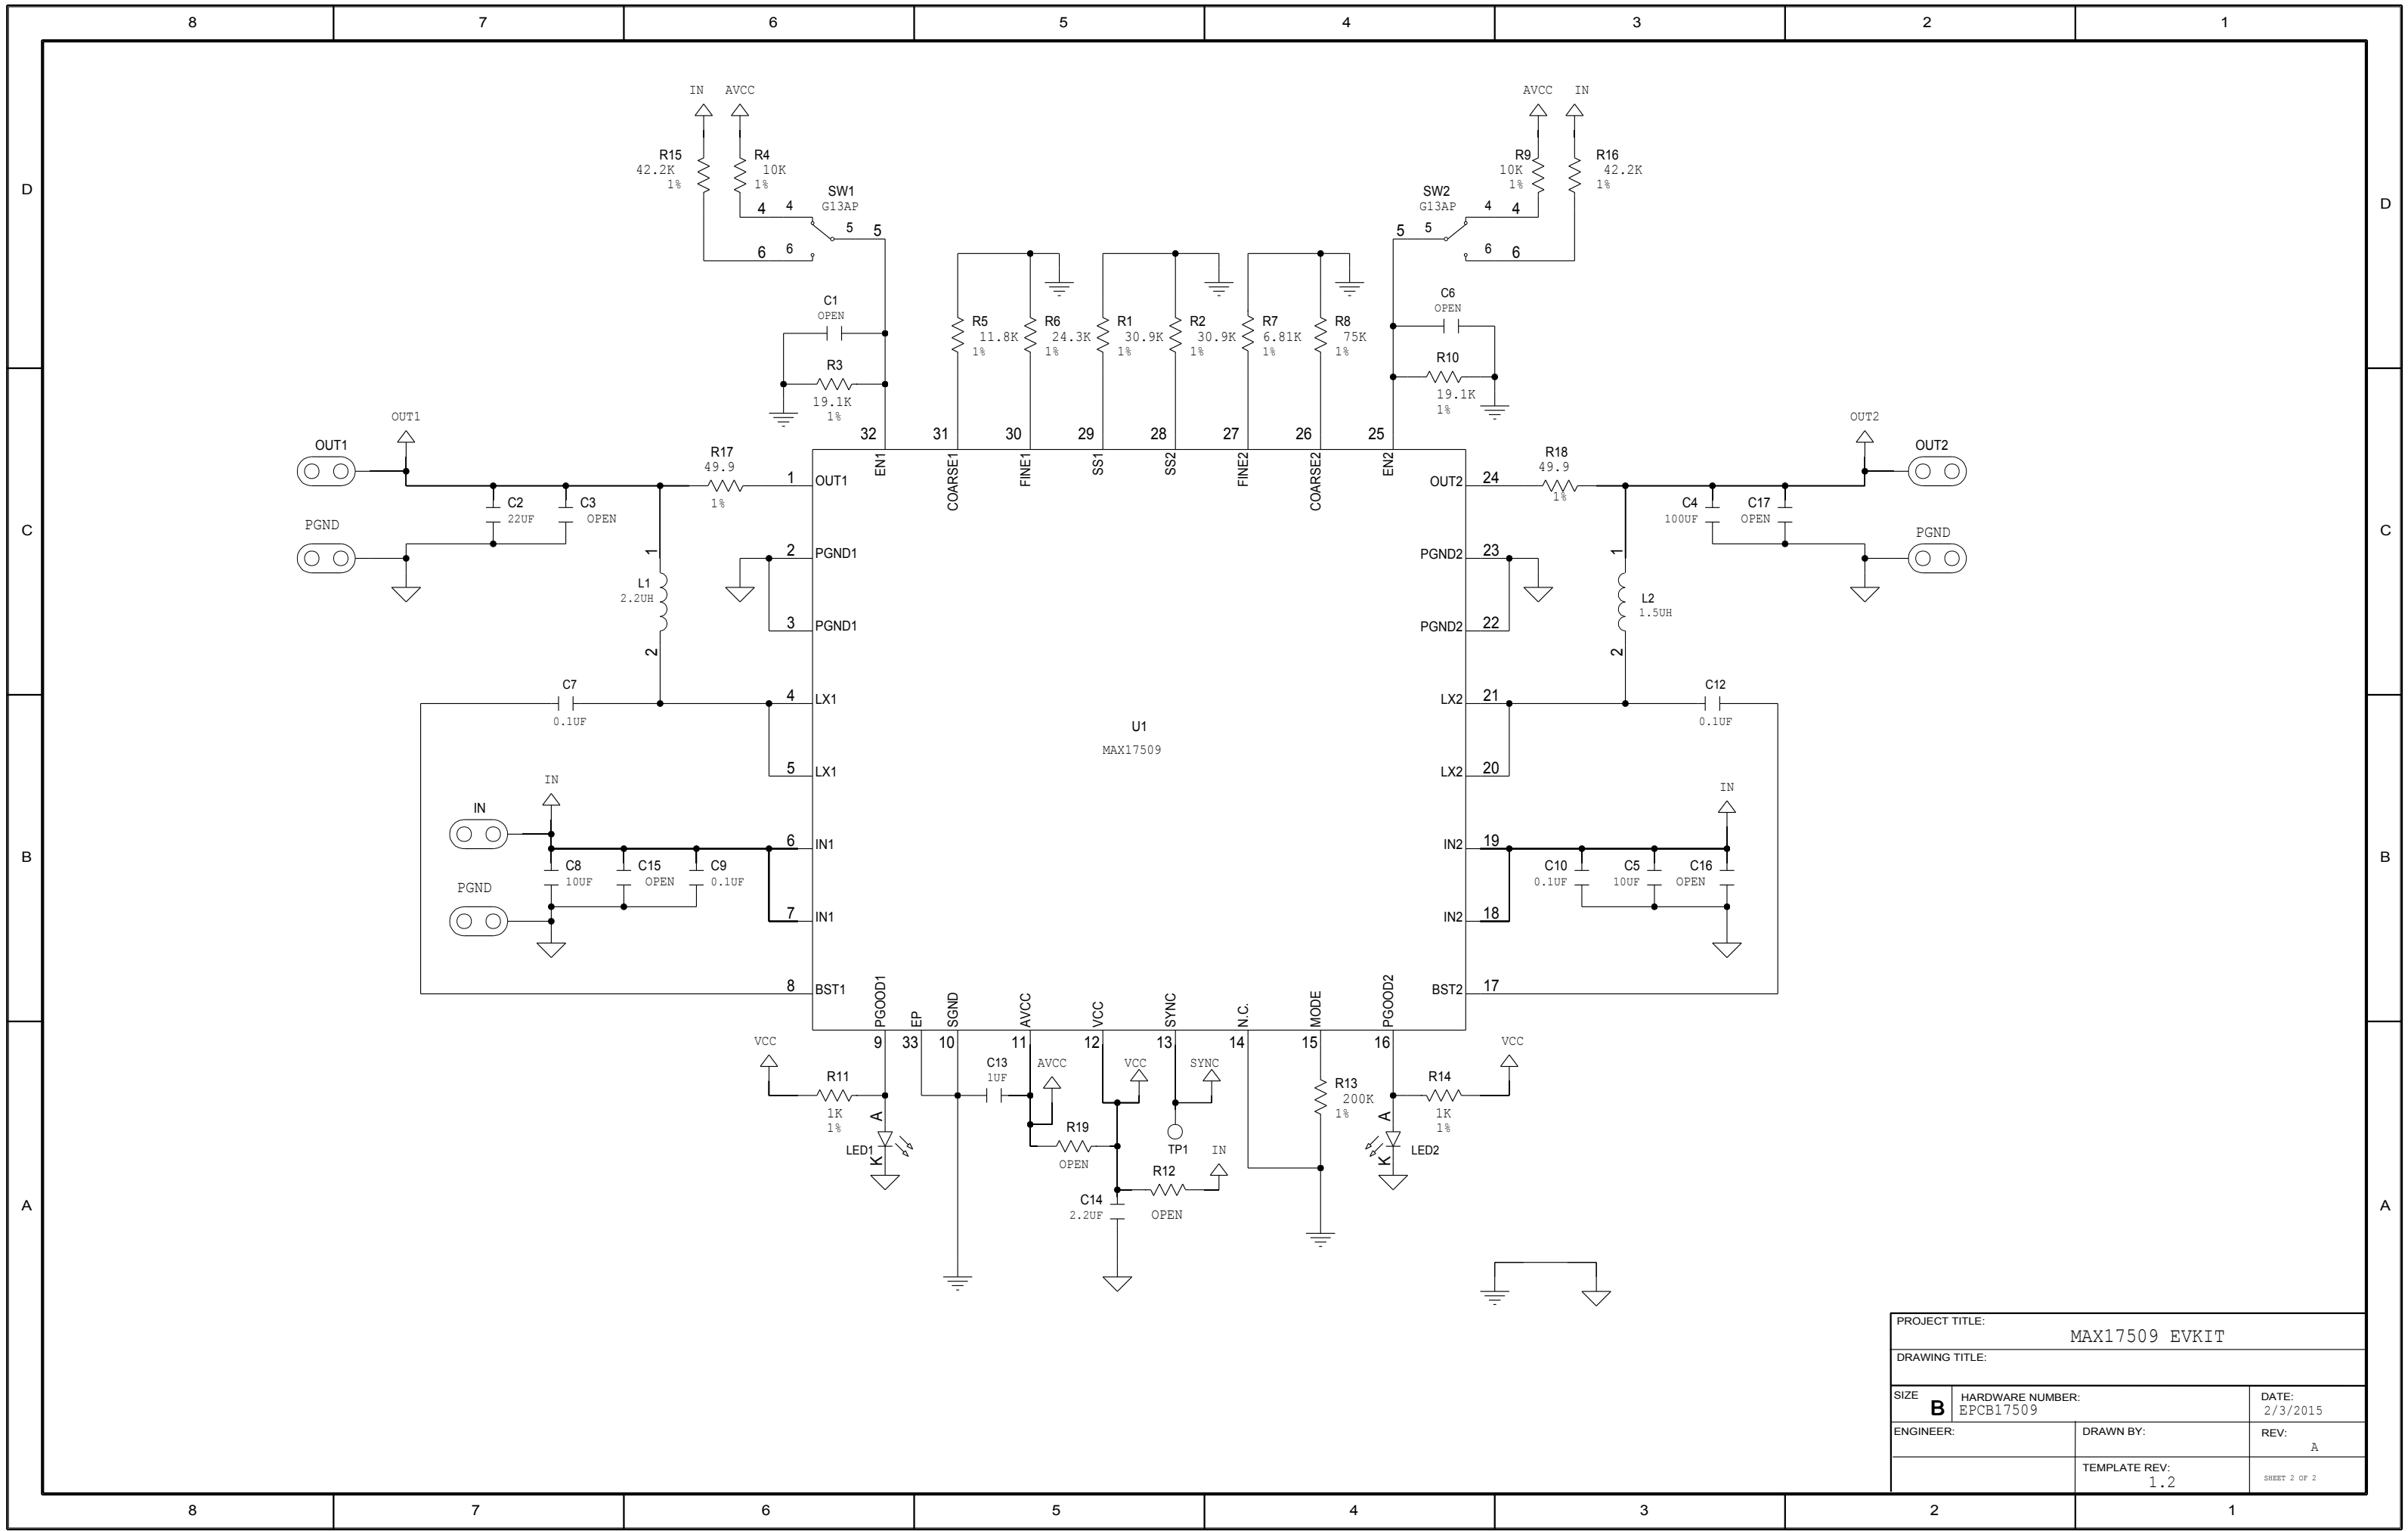 8 7 6 5 4 3 2 1
IN AVCC
AVCC IN
R15
42.2K
1%
R4
10K
1%
R9
10K
1%
R16
42.2K
1%
D
D
SW1
G13AP
4 4
5 5
6 6
SW2
G13AP
4 4
5 5
6 6
C1
OPEN
C6
OPEN
R5
11.8K
1%
R6
24.3K
1%
R1
30.9K
1%
R2
30.9K
1%
R7
6.81K
1%
R8
75K
1%
R3
19.1K
1%
R10
19.1K
1%
OUT1
OUT1
OUT2
OUT2
32 31 30 29 28 27 26 25
EN1 COARSE1 FINE1 SS1 SS2 FINE2 COARSE2 EN2
R17
49.9
1%
1 OUT1
R18
49.9
1%
OUT2 24
C2
22UF
C3
OPEN
C4
100UF
C17
OPEN
C
C
PGND
PGND
2 PGND1
PGND2 23
1
L1
2.2UH
2
1
L2
1.5UH
2
3 PGND1
PGND2 22
C7
0.1UF
4 LX1
LX2 21
C12
0.1UF
U1
MAX17509
5 LX1
LX2 20
IN
IN
IN
6 IN1
IN2 19
B
B
C8
10UF
C15
OPEN
C9
0.1UF
C10
0.1UF
C5
10UF
C16
OPEN
PGND
7 IN1
IN2 18
8 BST1
BST2 17
PGOOD1 EP SGND AVCC VCC SYNC N.C. MODE PGOOD2
9 33 10 11 12 13 14 15 16
VCC
VCC
C13
1UF
AVCC
VCC
SYNC
R11
1K
1%
R13
200K
1%
R14
1K
1%
A
LED1
K
R19
OPEN
TP1
A
LED2
K
IN
R12
OPEN
C14
2.2UF
A
A
PROJECT TITLE:
MAX17509 EVKIT
DRAWING TITLE:
SIZE
B
HARDWARE NUMBER:
EPCB17509
DATE:
2/3/2015
ENGINEER:
DRAWN BY:
REV:
A
TEMPLATE REV:
1.2
SHEET 2 OF 2
8 7 6 5 4 3 2 1